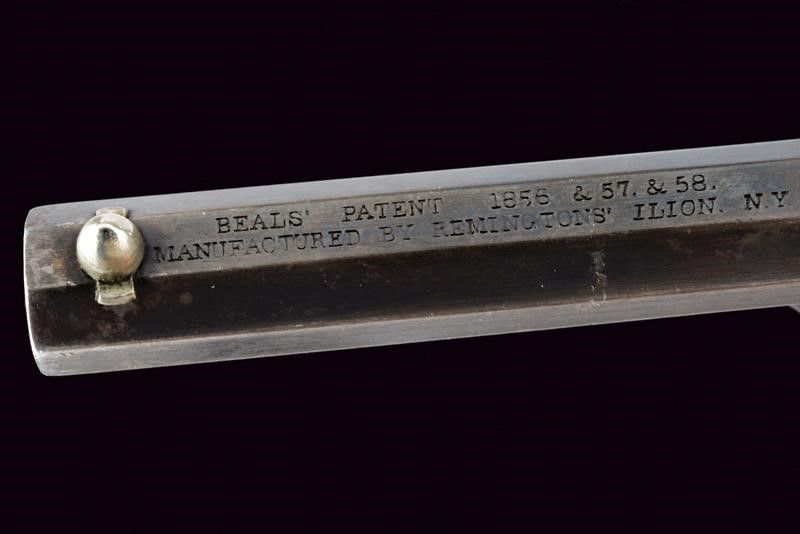 BEALS' PATENT 1856 & 57. & 58.
MANUFACTURED BY REMINGTONS' ILION. N.Y